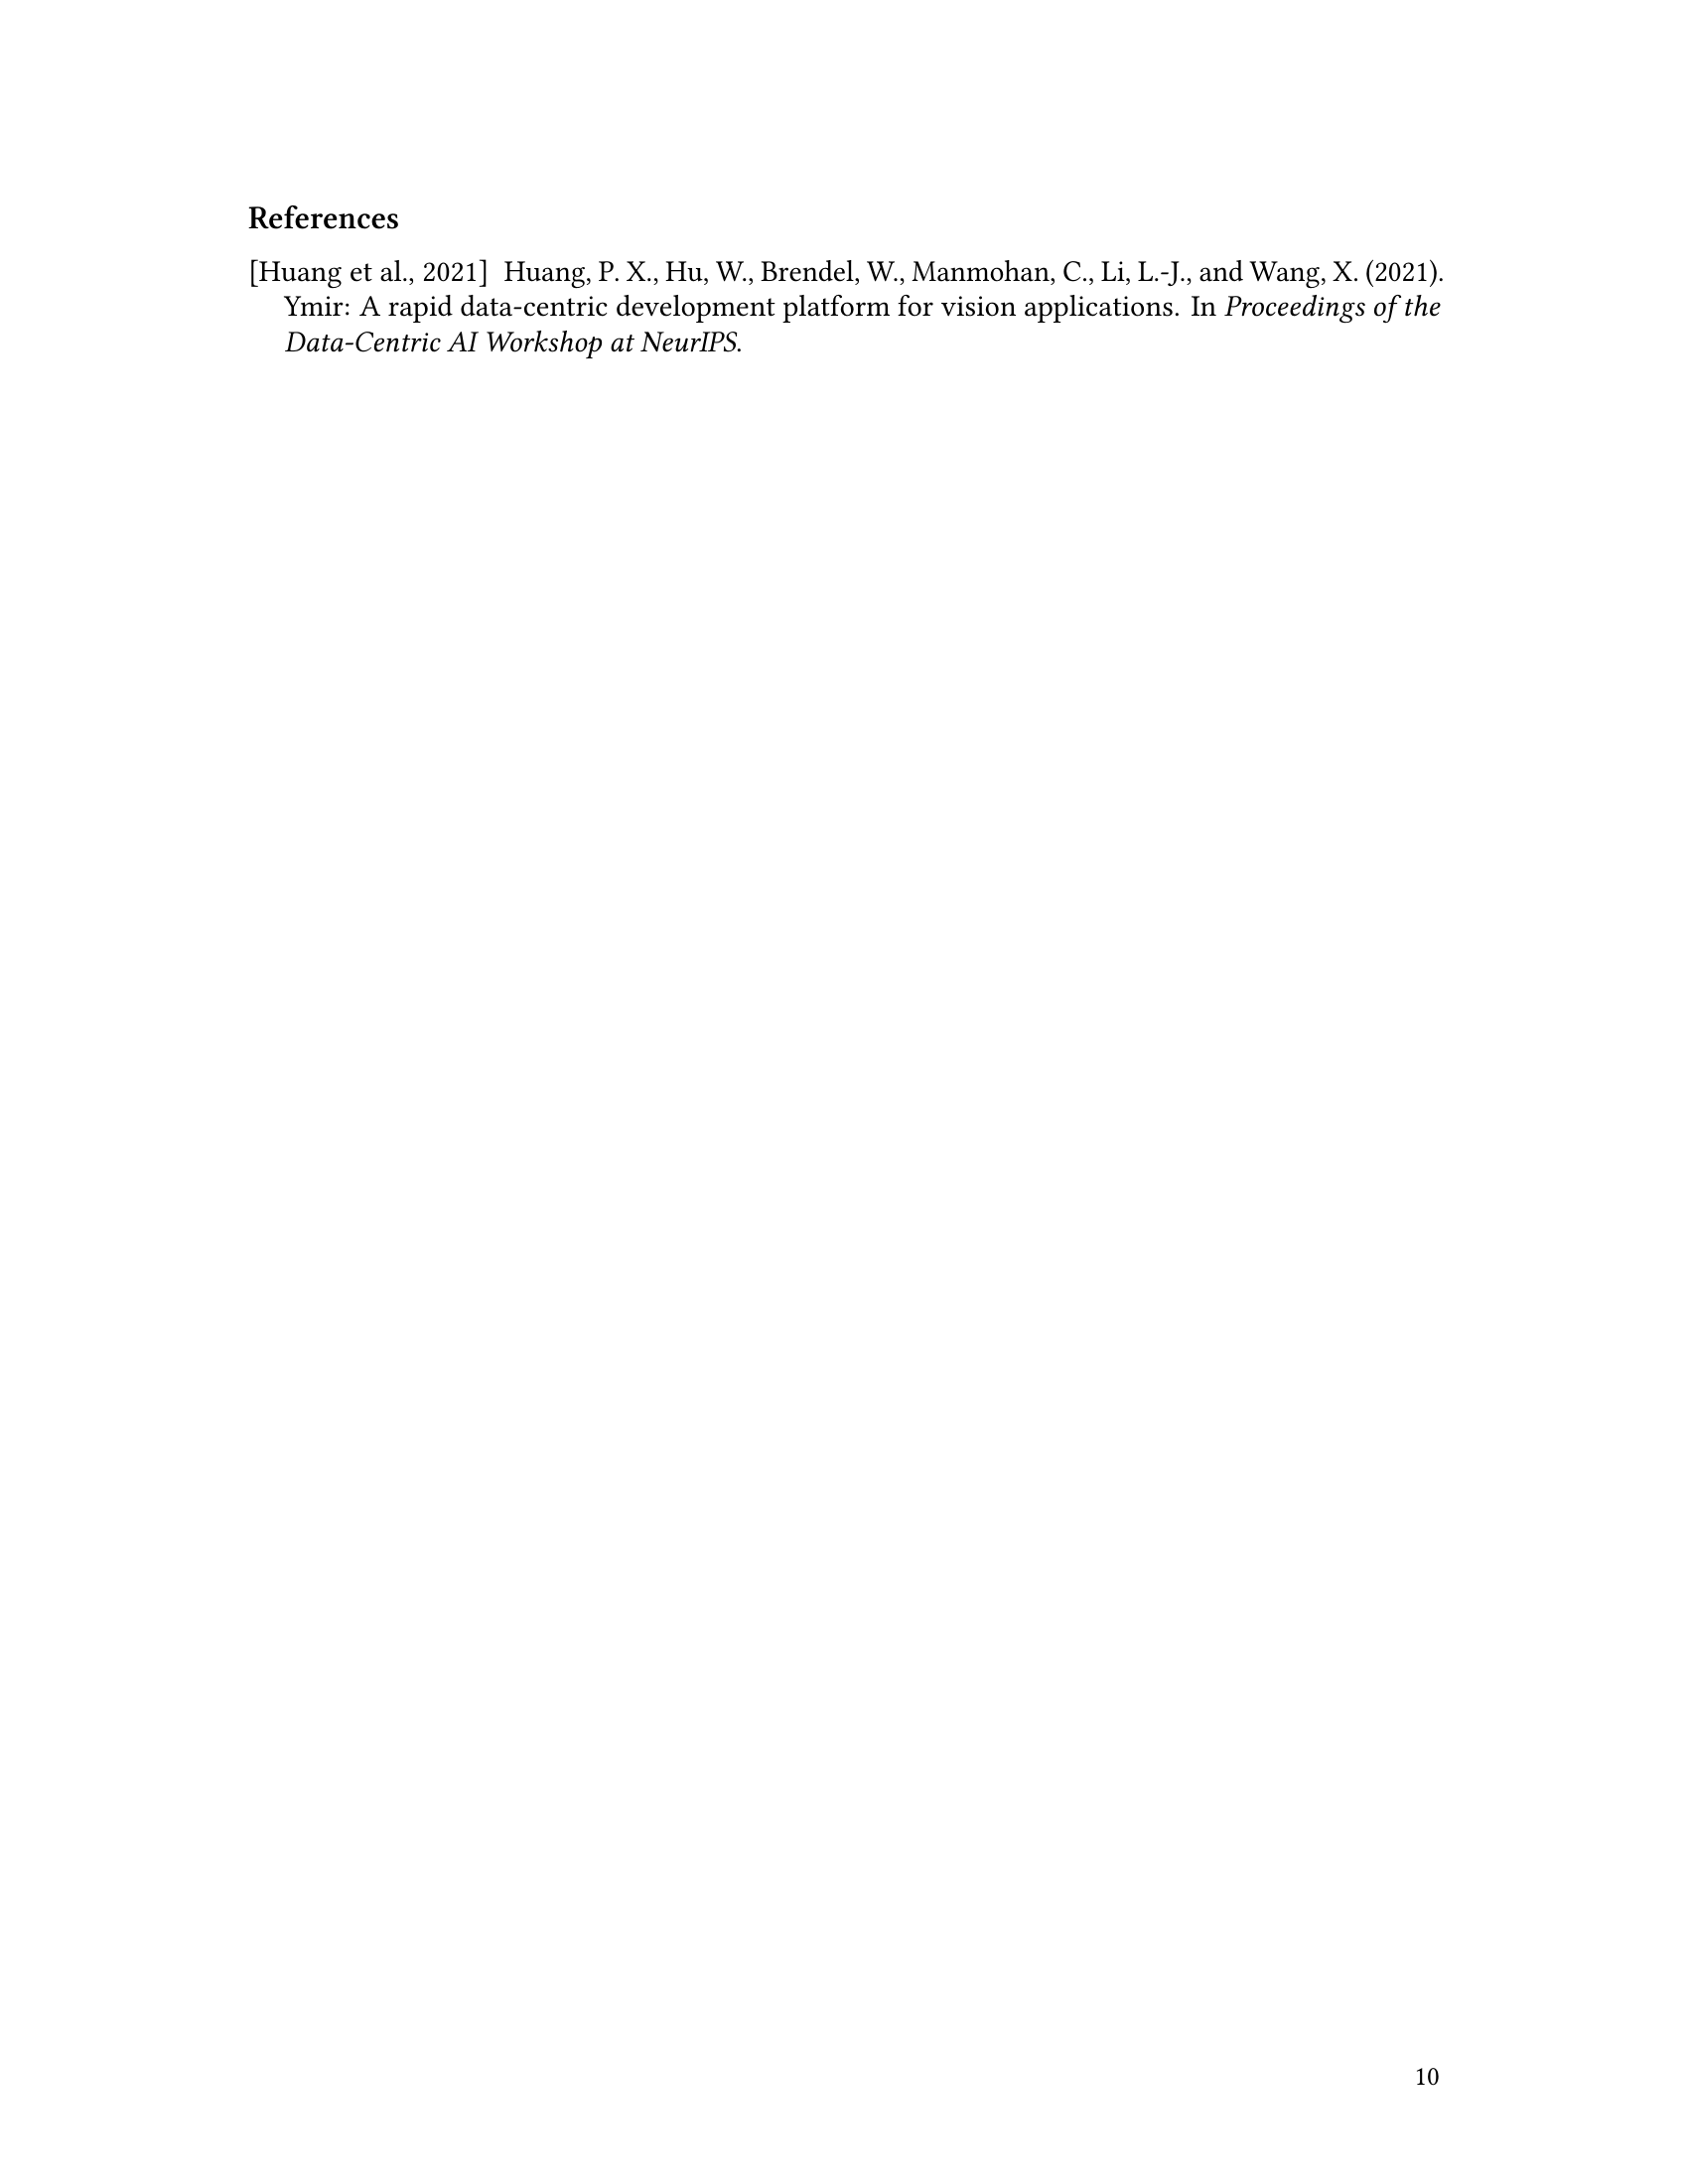 References
[Huang et al., 2021] Huang, P. X., Hu, W., Brendel, W., Manmohan, C., Li, L.-J., and Wang, X. (2021).
Ymir: A rapid data-centric development platform for vision applications. In Proceedings of the
Data-Centric AI Workshop at NeurIPS.
10